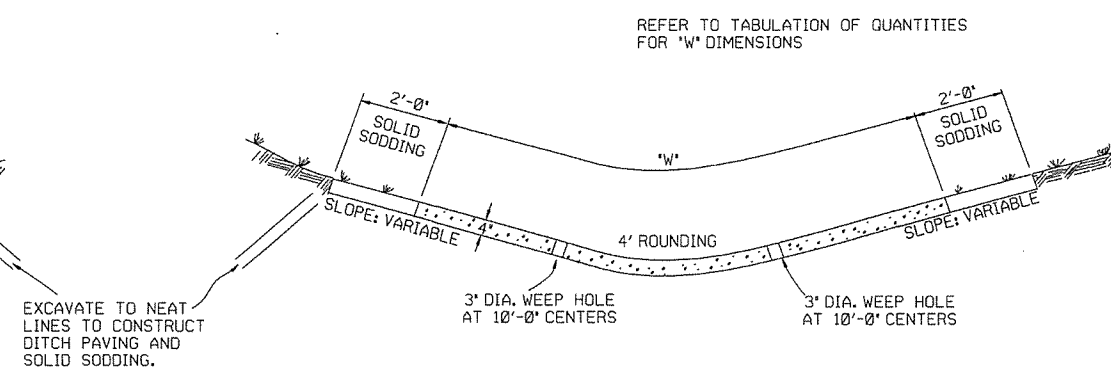 REFER TO TABULATION OF QUANTITIES
FOR "W" DIMENSIONS
2'-0"
SOLID
SODDING
"W"
2'-0"
SOLID
SODDING
SLOPE: VARIABLE
4"
4' ROUNDING
SLOPE: VARIABLE
3" DIA. WEEP HOLE
AT 10'-0" CENTERS
3" DIA. WEEP HOLE
AT 10'-0" CENTERS
EXCAVATE TO NEAT
LINES TO CONSTRUCT
DITCH PAVING AND
SOLID SODDING.